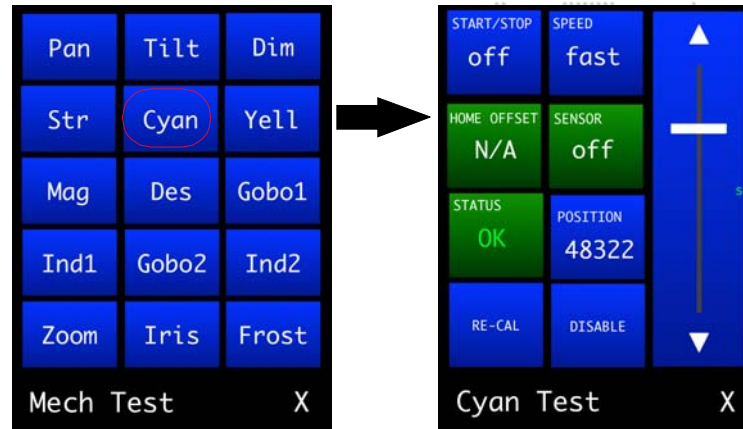 Pan Tilt Dim
Str Cyan Yell
Mag Des Gobo1
Ind1 Gobo2 Ind2
Zoom Iris Frost
Mech Test X
START/STOP SPEED
off fast
HOME OFFSET SENSOR
N/A off
STATUS
OK
POSITION
48322
RE-CAL DISABLE
Cyan Test X
s